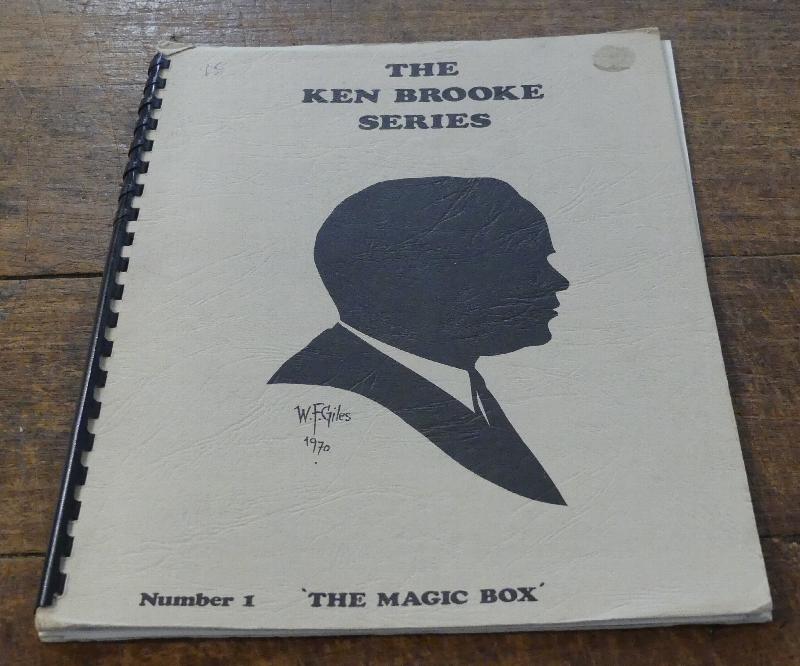 THE
KEN BROOKE
SERIES
W.F.Giles
1970
Number 1 'THE MAGIC BOX'